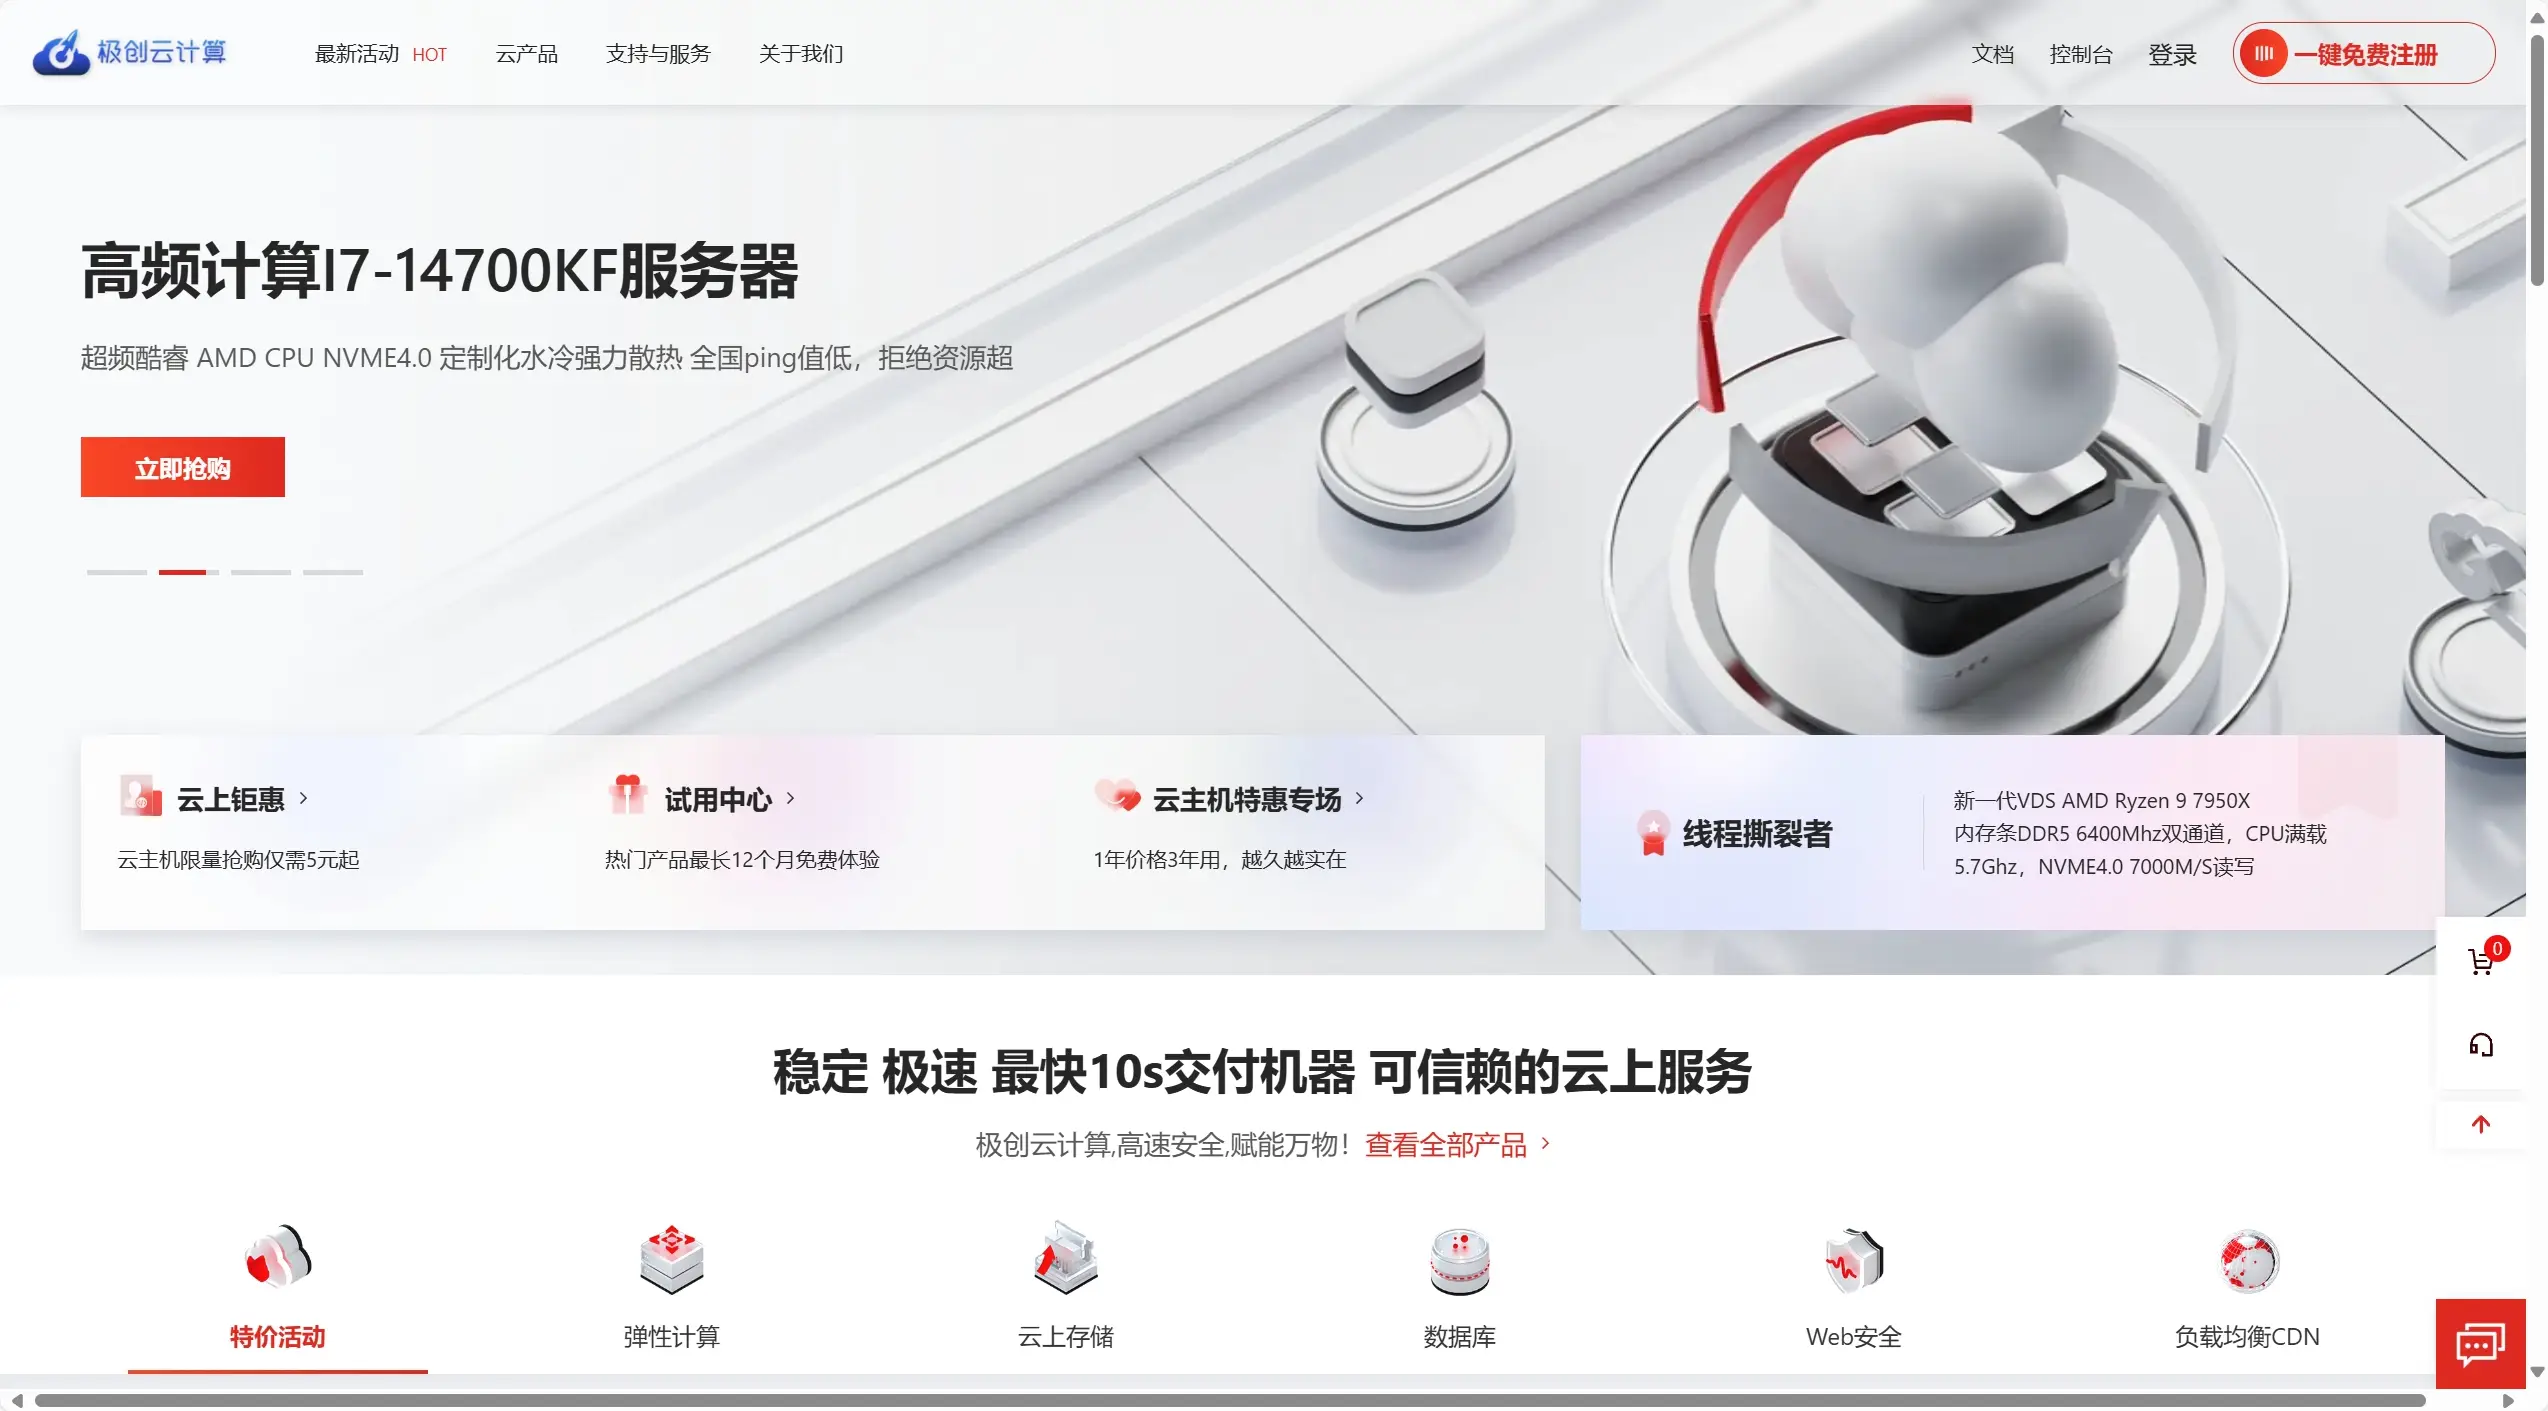 极创云计算
最新活动 HOT
云产品
支持与服务
关于我们
文档
控制台
登录
一键免费注册
高频计算I7-14700KF服务器
超频酷睿 AMD CPU NVME4.0 定制化水冷强力散热 全国ping值低，拒绝资源超
立即抢购
云上钜惠
云主机限量抢购仅需5元起
试用中心
热门产品最长12个月免费体验
云主机特惠专场
1年价格3年用，越久越实在
线程撕裂者
新一代VDS AMD Ryzen 9 7950X
内存条DDR5 6400Mhz双通道，CPU满载
5.7Ghz，NVME4.0 7000M/S读写
0
稳定 极速 最快10s交付机器 可信赖的云上服务
极创云计算,高速安全,赋能万物！ 查看全部产品
特价活动
弹性计算
云上存储
数据库
Web安全
负载均衡CDN